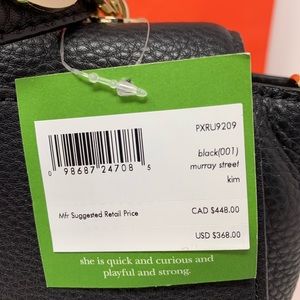 PXRU9209
black(001)
murray street
kim
0 98687 24708 5
Mfr Suggested Retail Price
CAD $448.00
USD $368.00
she is quick and curious and
playful and strong.